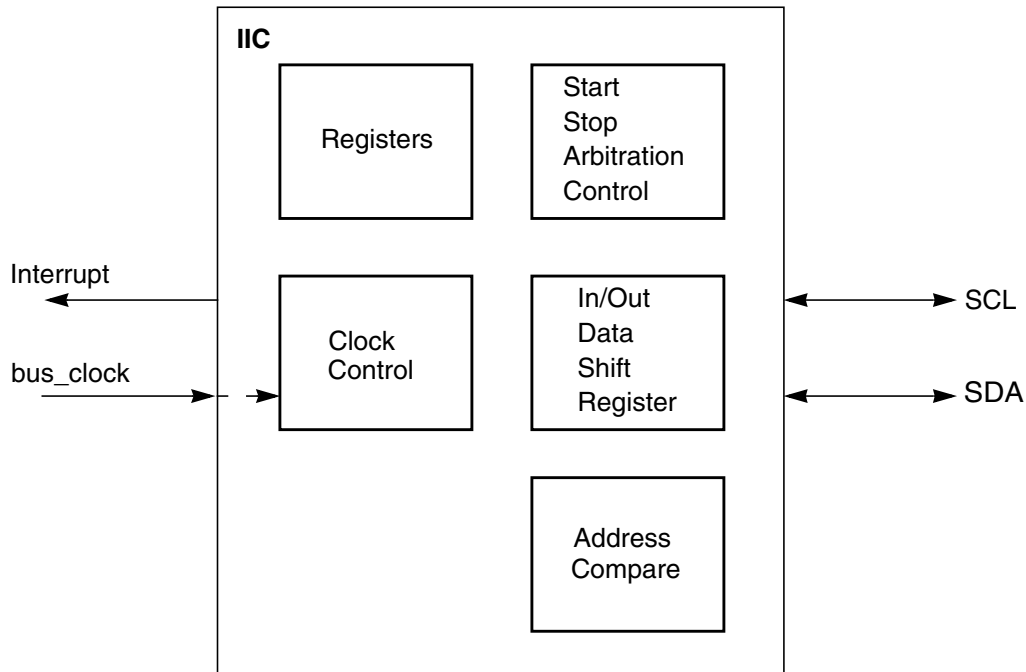 IIC
Registers
Start
Stop
Arbitration
Control
Interrupt
bus_clock
Clock
Control
In/Out
Data
Shift
Register
SCL
SDA
Address
Compare